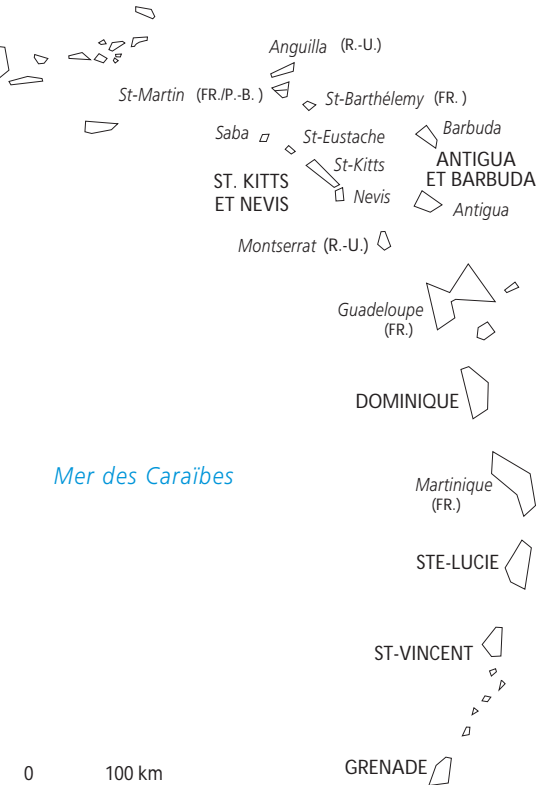 Anguilla (R.-U.)
St-Martin (FR./P.-B. )
St-Barthélemy (FR. )
Saba
St-Eustache
Barbuda
St-Kitts
ANTIGUA
ET BARBUDA
ST. KITTS
ET NEVIS
Nevis
Antigua
Montserrat (R.-U.)
Guadeloupe
(FR.)
DOMINIQUE
Mer des Caraïbes
Martinique
(FR.)
STE-LUCIE
ST-VINCENT
GRENADE
0 100 km